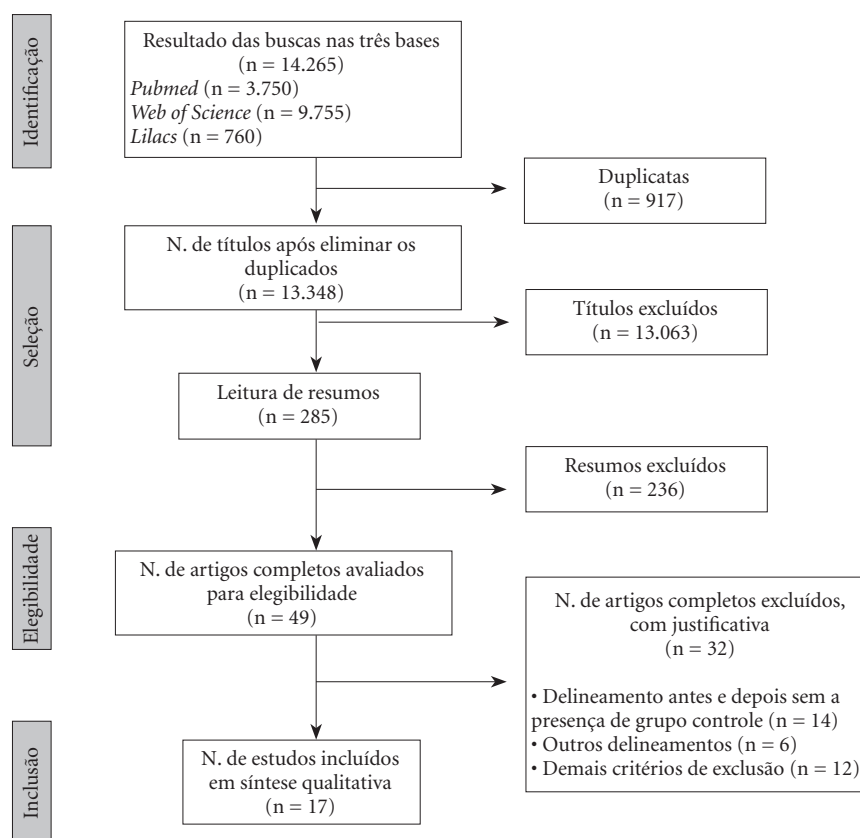 Identificação
Resultado das buscas nas três bases
(n = 14.265)
Pubmed (n = 3.750)
Web of Science (n = 9.755)
Lilacs (n = 760)
Duplicatas
(n = 917)
Seleção
N. de títulos após eliminar os
duplicados
(n = 13.348)
Títulos excluídos
(n = 13.063)
Leitura de resumos
(n = 285)
Resumos excluídos
(n = 236)
Elegibilidade
N. de artigos completos avaliados
para elegibilidade
(n = 49)
N. de artigos completos excluídos,
com justificativa
(n = 32)
• Delineamento antes e depois sem a
presença de grupo controle (n = 14)
• Outros delineamentos (n = 6)
• Demais critérios de exclusão (n = 12)
Inclusão
N. de estudos incluídos
em síntese qualitativa
(n = 17)